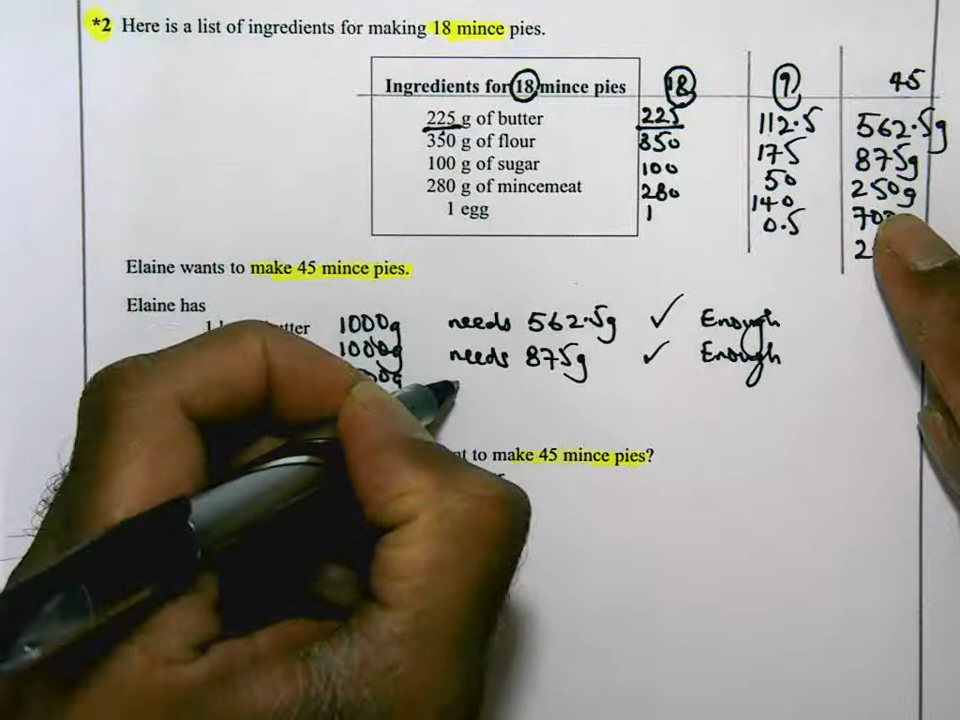 *2 Here is a list of ingredients for making 18 mince pies.
Ingredients for 18 mince pies 18 9 45
225 g of butter 225 112.5 562.5g
350 g of flour 350 175 875g
100 g of sugar 100 50 250g
280 g of mincemeat 280 140
1 egg 1 0.5 2
Elaine wants to make 45 mince pies.
Elaine has
1000g needs 562.5g ✓ Enough
1000g needs 875g ✓ Enough
to make 45 mince pies?